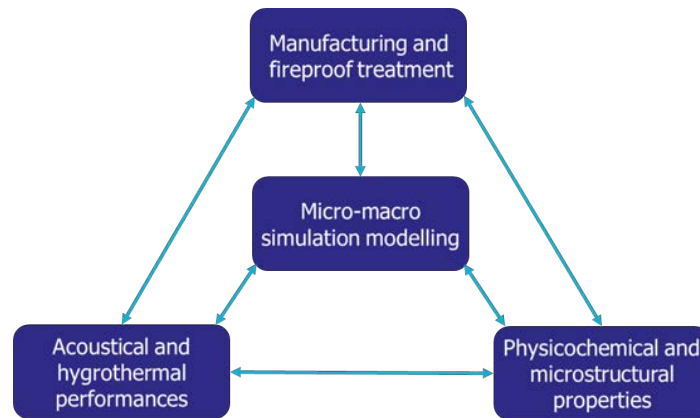 Manufacturing and
fireproof treatment
Micro-macro
simulation modelling
Acoustical and
hygrothermal
performances
Physicochemical and
microstructural
properties